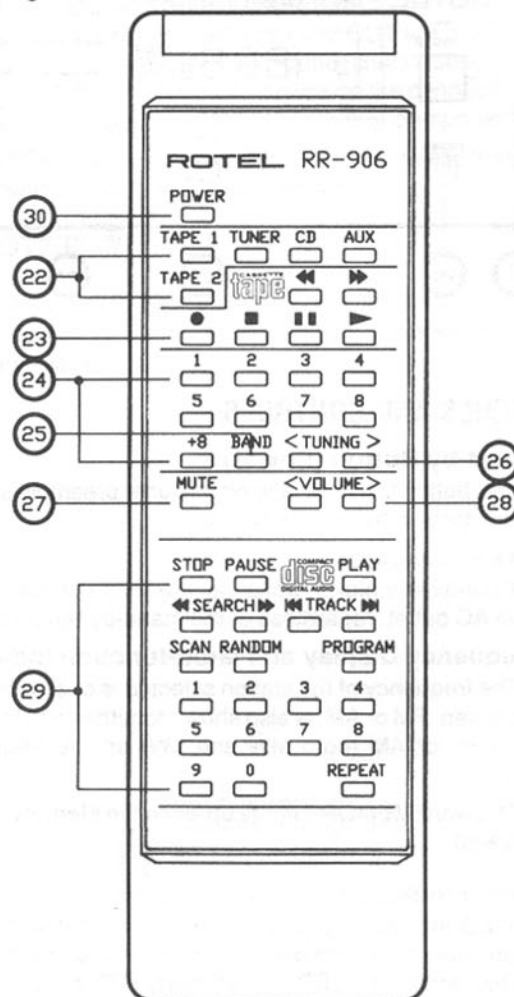 ROTEL RR-906
POWER
30
TAPE 1 TUNER CD AUX
22
TAPE 2 CASSETTE tape
23
1 2 3 4
24
5 6 7 8
25
+8 BAND <TUNING >
26
MUTE <VOLUME>
27
28
STOP PAUSE COMPACT disc DIGITAL AUDIO PLAY
SEARCH TRACK
SCAN RANDOM PROGRAM
29
1 2 3 4
5 6 7 8
9 0 REPEAT